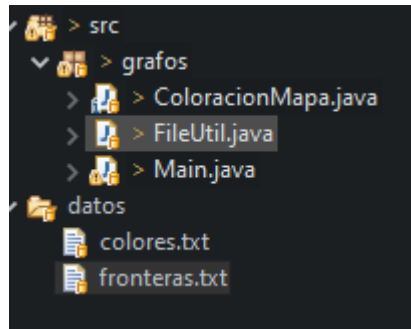 > src
> grafos
> ColoracionMapa.java
> FileUtil.java
> Main.java
datos
colores.txt
fronteras.txt